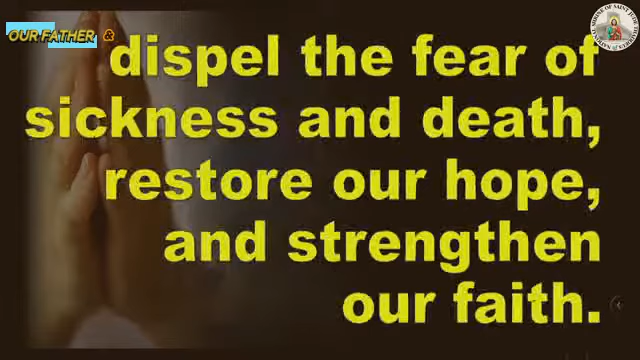 OUR FATHER &
dispel the fear of
sickness and death,
restore our hope,
and strengthen
our faith.